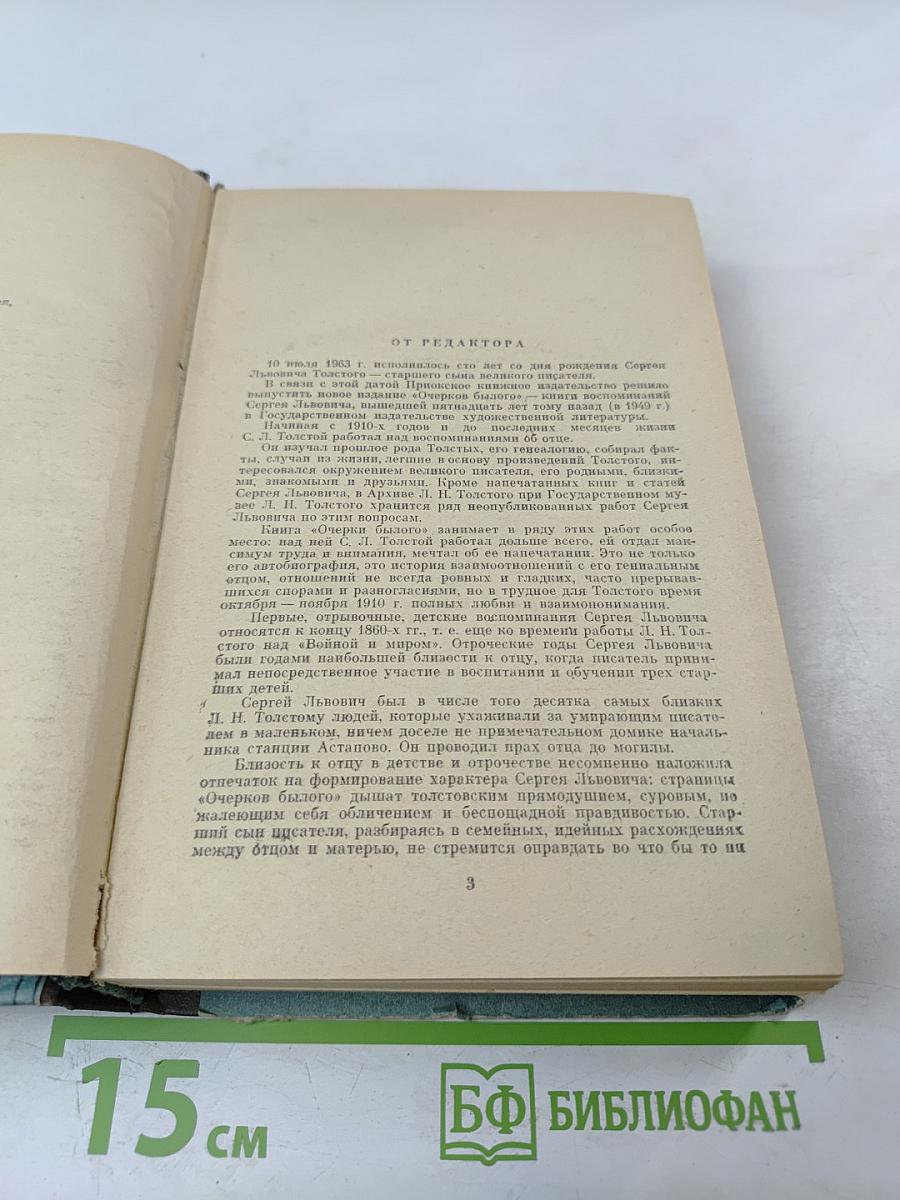 ОТ РЕДАКТОРА
10 июля 1963 г. исполнилось сто лет со дня рождения Сергея
Львовича Толстого — старшего сына великого писателя.
В связи с этой датой Приокское книжное издательство решило
выпустить новое издание «Очерков былого» — книги воспоминаний
Сергея Львовича, вышедшей пятнадцать лет тому назад (в 1949 г.)
в Государственном издательстве художественной литературы.
Начиная с 1910-х годов и до последних месяцев жизни
С. Л. Толстой работал над воспоминаниями об отце.
Он изучал прошлое рода Толстых, его генеалогию, собирал фак-
ты, случаи из жизни, легшие в основу произведений Толстого, ин-
тересовался окружением великого писателя, его родными, близки-
ми, знакомыми и друзьями. Кроме напечатанных книг и статей
Сергея Львовича, в Архиве Л. Н. Толстого при Государственном му-
зее Л. Н. Толстого хранится ряд неопубликованных работ Сергея
Львовича по этим вопросам.
Книга «Очерки былого» занимает в ряду этих работ особое
место: над ней С. Л. Толстой работал дольше всего, ей отдал мак-
симум труда и внимания, мечтал об ее напечатании. Это не только
его автобиография, это история взаимоотношений с его гениальным
отцом, отношений не всегда ровных и гладких, часто прерывав-
шихся спорами и разногласиями, но в трудное для Толстого время
октября — ноября 1910 г. полных любви и взаимопонимания.
Первые, отрывочные, детские воспоминания Сергея Львовича
относятся к концу 1860-х гг., т. е. еще ко времени работы Л. Н. Тол-
стого над «Войной и миром». Отроческие годы Сергея Львовича
были годами наибольшей близости к отцу, когда писатель прини-
мал непосредственное участие в воспитании и обучении трех стар-
ших детей.
Сергей Львович был в числе того десятка самых близких
Л. Н. Толстому людей, которые ухаживали за умирающим писате-
лем в маленьком, ничем доселе не примечательном домике началь-
ника станции Астапово. Он проводил прах отца до могилы.
Близость к отцу в детстве и отрочестве несомненно наложила
отпечаток на формирование характера Сергея Львовича: страницы
«Очерков былого» дышат толстовским прямодушием, суровым, не
жалеющим себя обличением и беспощадной правдивостью. Стар-
ший сын писателя, разбираясь в семейных, идейных расхождениях
между отцом и матерью, не стремится оправдать во что бы то ни
3
15 см
БФ БИБЛИОФАН